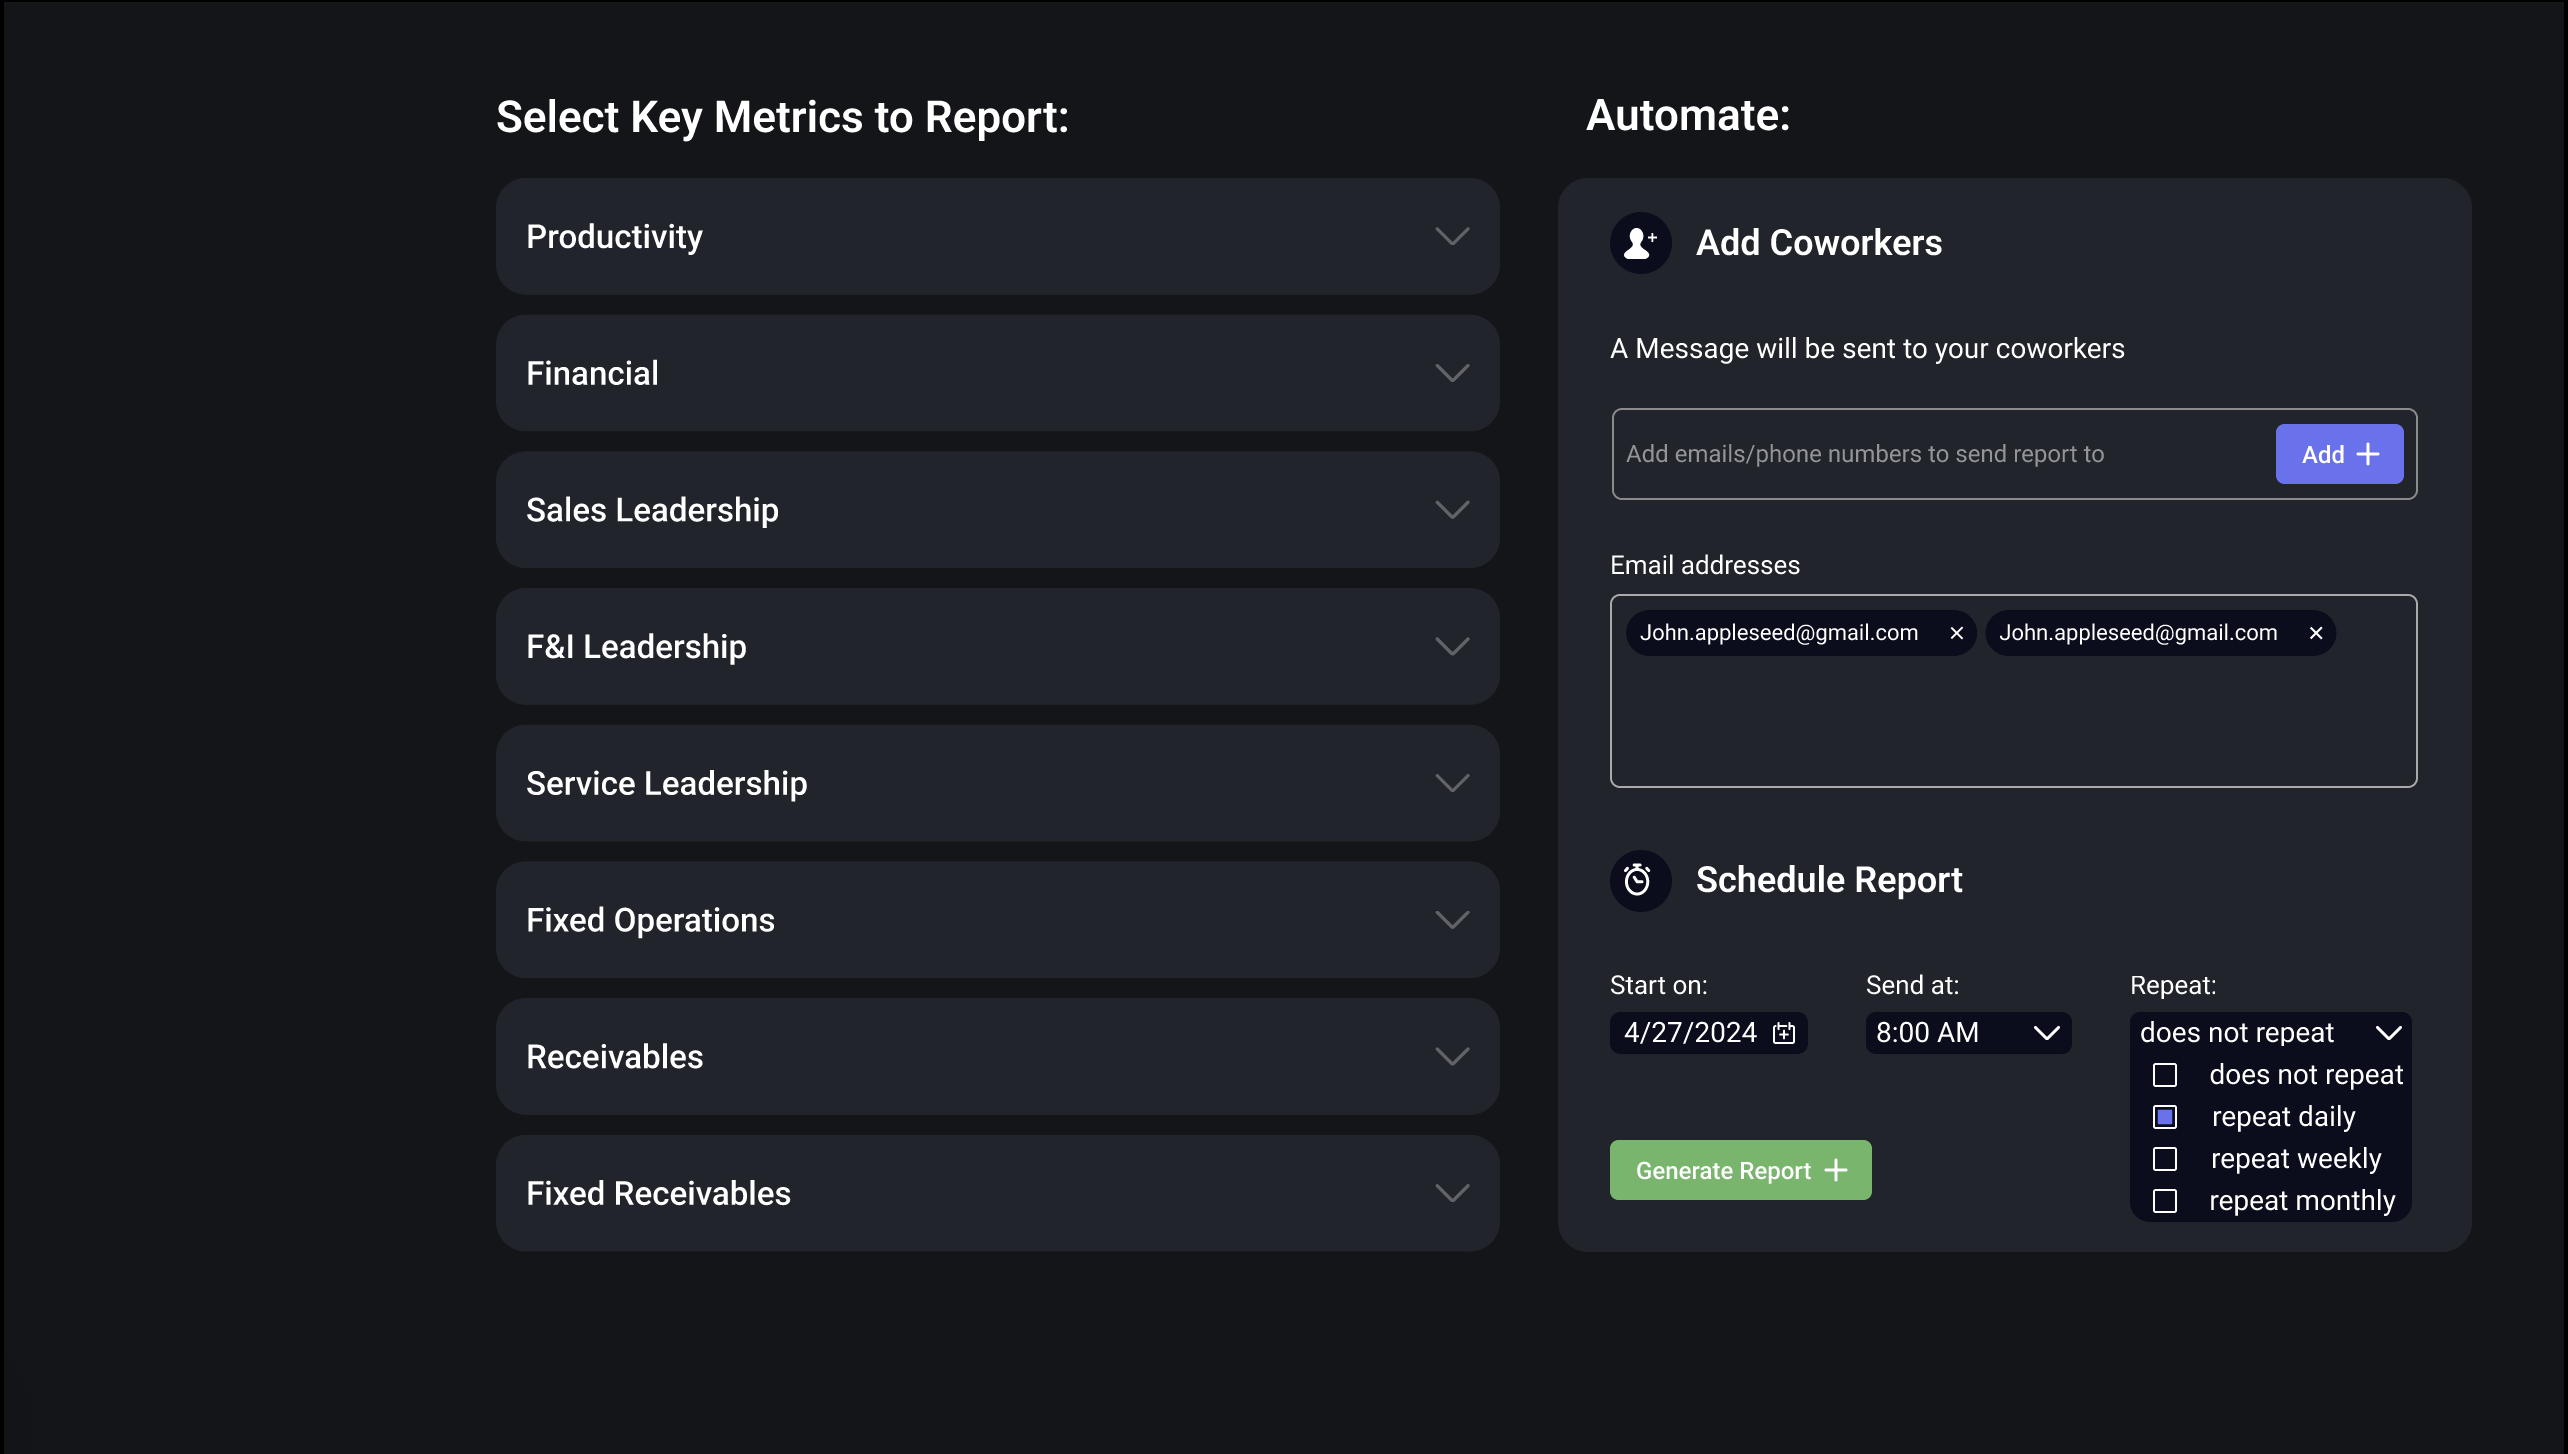 Select Key Metrics to Report:
Productivity
Financial
Sales Leadership
F&I Leadership
Service Leadership
Fixed Operations
Receivables
Fixed Receivables
Automate:
Add Coworkers
A Message will be sent to your coworkers
Add emails/phone numbers to send report to
Add
Email addresses
John.appleseed@gmail.com
John.appleseed@gmail.com
Schedule Report
Start on:
4/27/2024
Send at:
8:00 AM
Repeat:
does not repeat
does not repeat
repeat daily
repeat weekly
repeat monthly
Generate Report